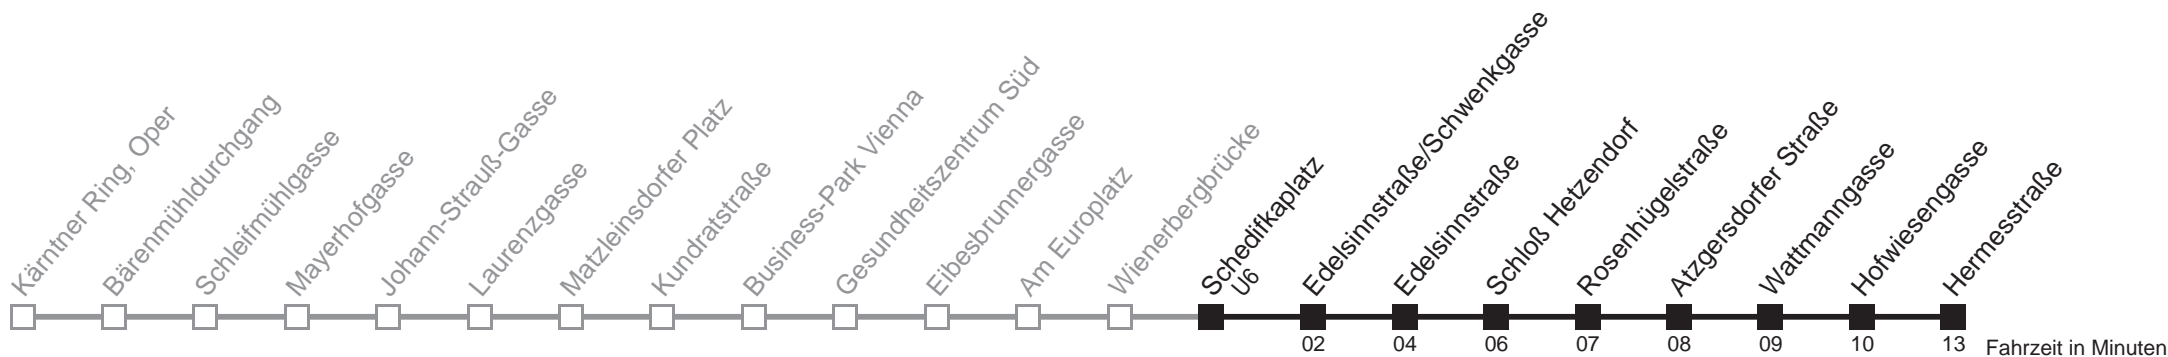 Kärntner Ring, Oper
Bärenmühldurchgang
Schleifmühlgasse
Mayerhofgasse
Johann-Strauß-Gasse
Laurenzgasse
Matzleinsdorfer Platz
Kundratstraße
Business-Park Vienna
Gesundheitszentrum Süd
Eibesbrunnergasse
Am Europlatz
Wienerbergbrücke
Schedifkaplatz
U6
Edelsinnstraße/Schwenkgasse
Edelsinnstraße
Schloß Hetzendorf
Rosenhügelstraße
Atzgersdorfer Straße
Wattmanngasse
Hofwiesengasse
Hermesstraße
02 04 06 07 08 09 10 13 Fahrzeit in Minuten